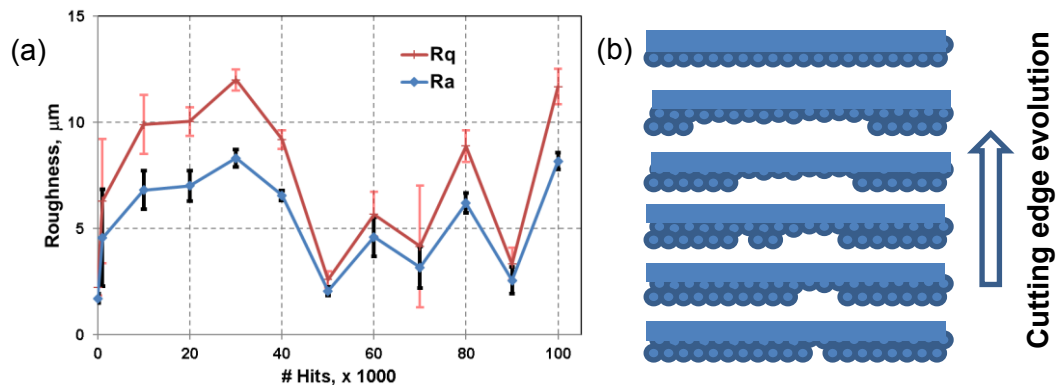 (a)
Roughness, µm
15
10
5
0
Rq
Ra
0 20 40 60 80 100
# Hits, x 1000
(b)
Cutting edge evolution